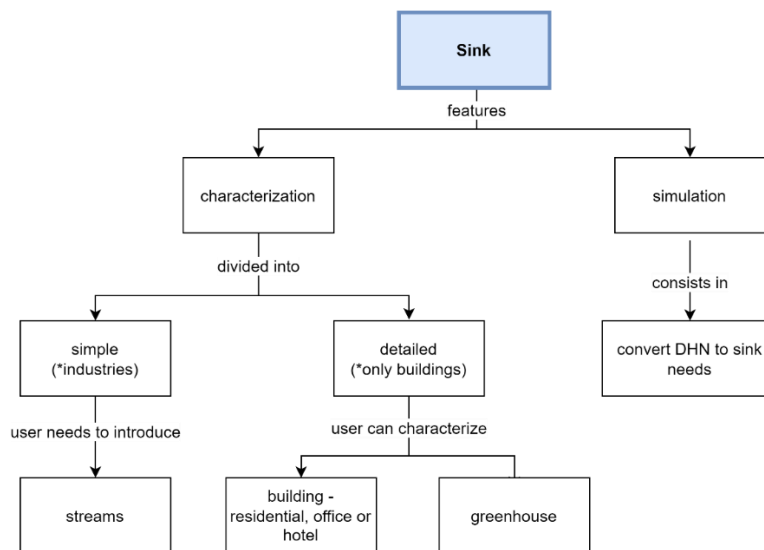 Sink
features
characterization
simulation
divided into
consists in
simple
(*industries)
detailed
(*only buildings)
convert DHN to sink
needs
user needs to introduce
user can characterize
streams
building -
residential, office or
hotel
greenhouse